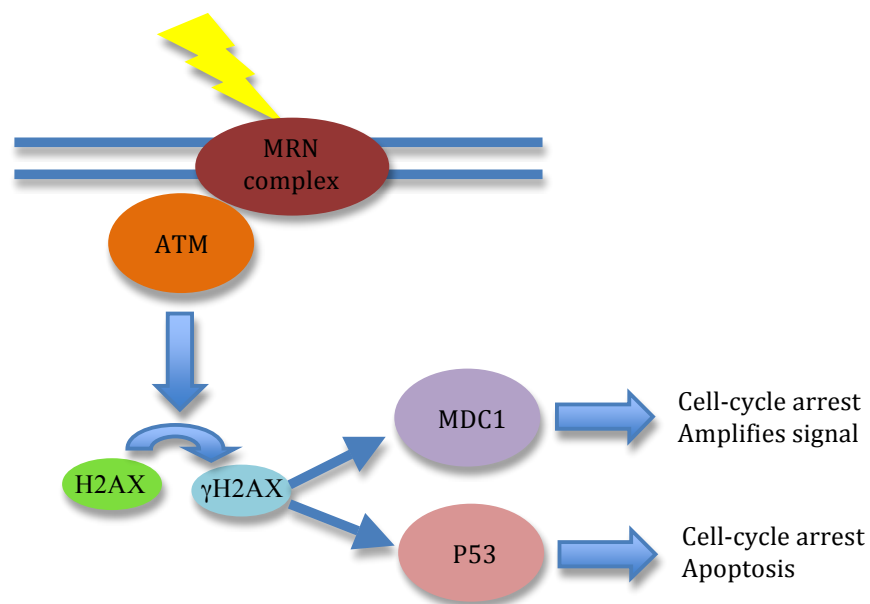 MRN
complex
ATM
H2AX
γH2AX
MDC1
Cell-cycle arrest
Amplifies signal
P53
Cell-cycle arrest
Apoptosis